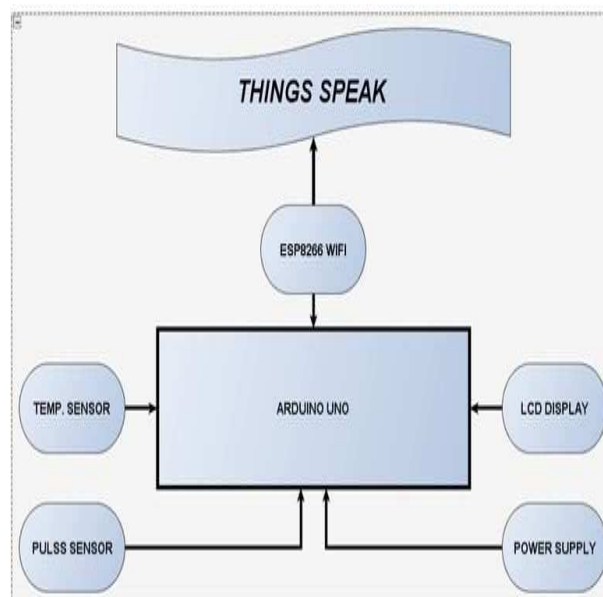 THINGS SPEAK
ESP8266 WIFI
TEMP. SENSOR
ARDUINO UNO
LCD DISPLAY
PULSS SENSOR
POWER SUPPLY